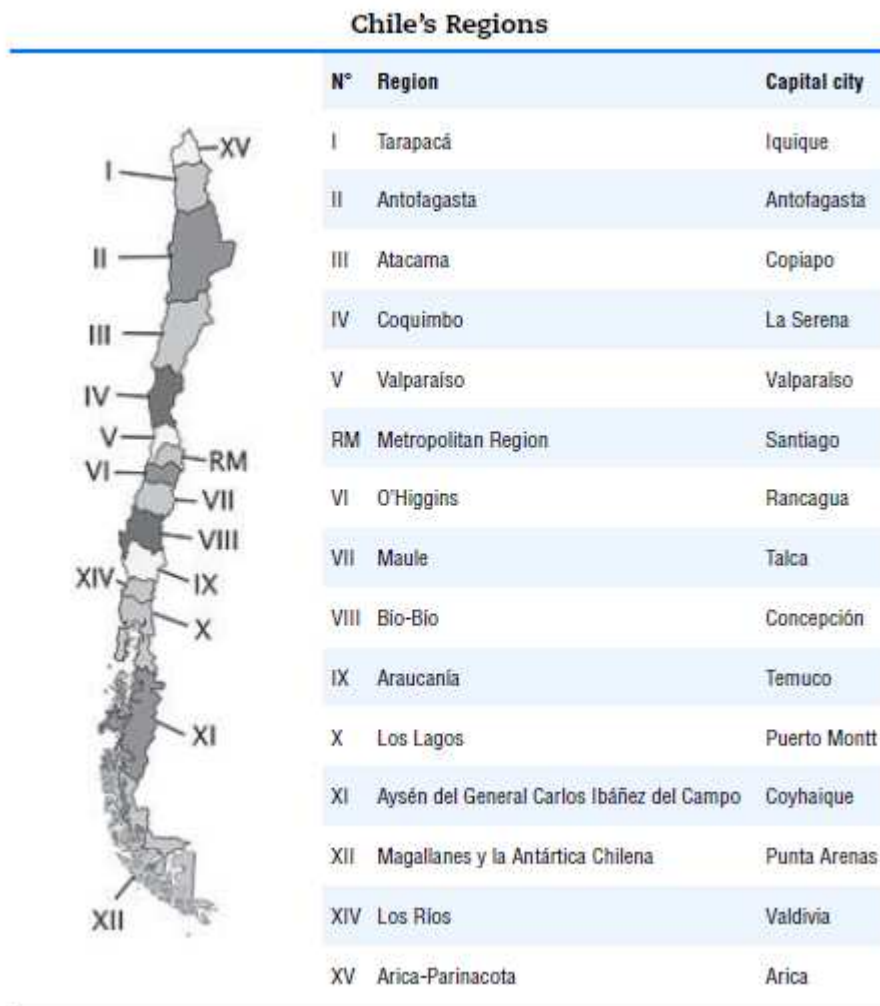 Chile's Regions
N° Region Capital city
I Tarapacá Iquique
II Antofagasta Antofagasta
III Atacama Copiapo
IV Coquimbo La Serena
V Valparaíso Valparaíso
RM Metropolitan Region Santiago
VI O'Higgins Rancagua
VII Maule Talca
VIII Bío-Bío Concepción
IX Araucanía Temuco
X Los Lagos Puerto Montt
XI Aysén del General Carlos Ibáñez del Campo Coyhaique
XII Magallanes y la Antártica Chilena Punta Arenas
XIV Los Ríos Valdivia
XV Arica-Parinacota Arica
XV
I
II
III
IV
V
RM
VI
VII
VIII
XIV
IX
X
XI
XII